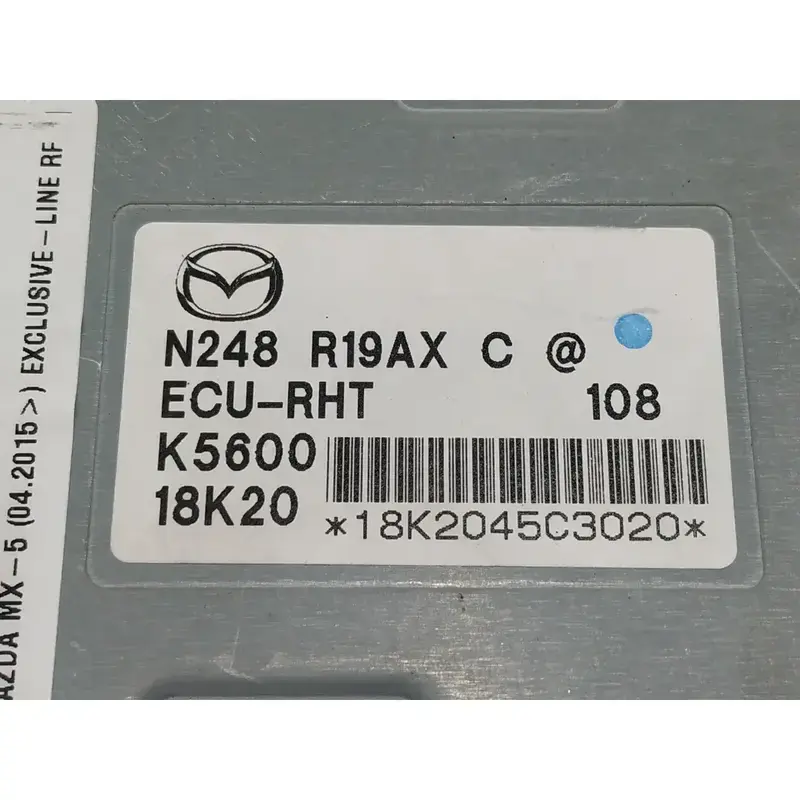 AZDA MX-5 (04.2015>) EXCLUSIVE-LINE RF
N248 R19AX C @
ECU-RHT 108
K5600
18K20
*18K2045C3020*